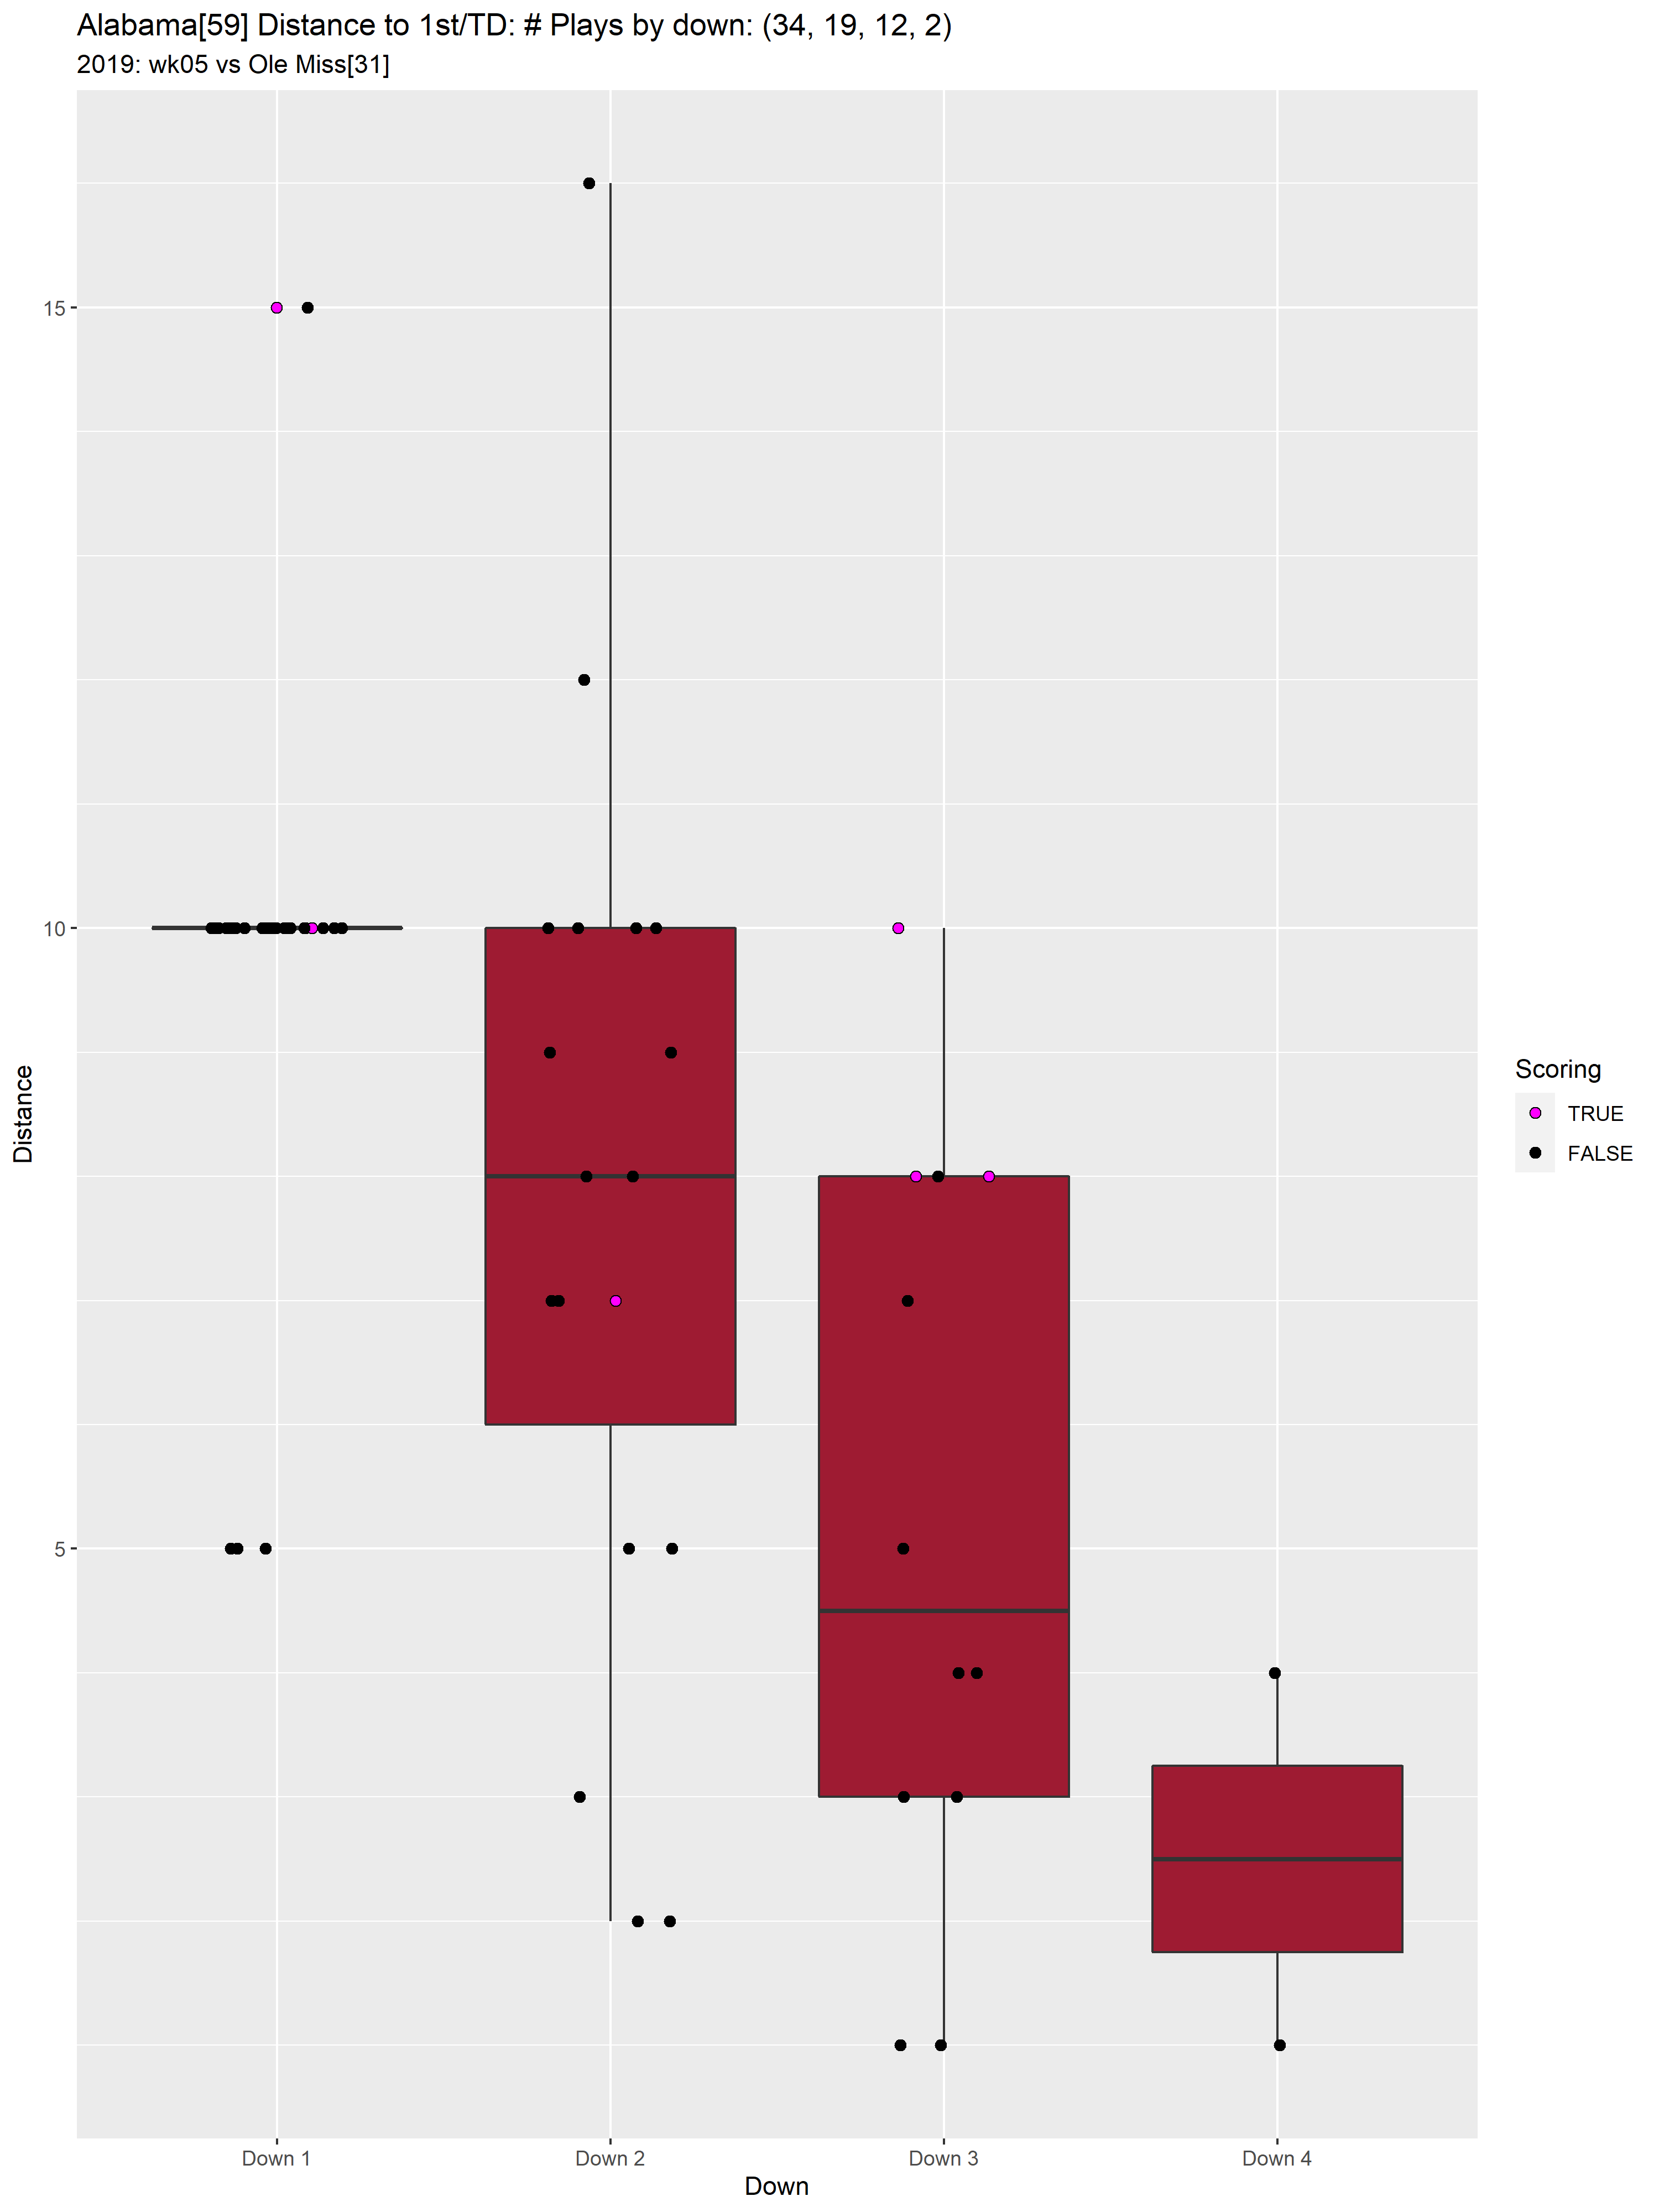 Alabama[59] Distance to 1st/TD: # Plays by down: (34, 19, 12, 2)
2019: wk05 vs Ole Miss[31]
15
10
5
Distance
Down 1
Down 2
Down 3
Down 4
Down
Scoring
TRUE
FALSE